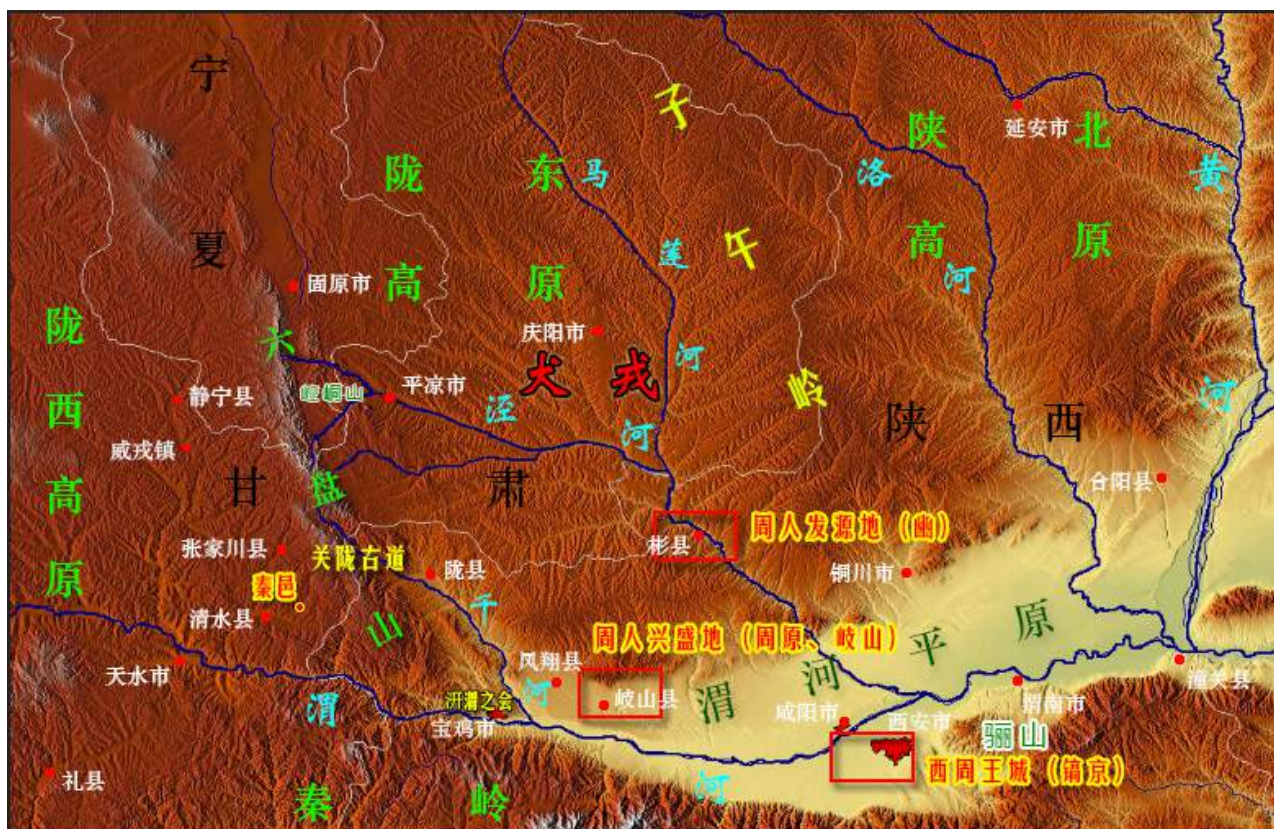 宁夏
陇东高原
子午岭
马莲河
洛河
陕北高原
延安市
黄河
固原市
陇西高原
六盘山
庆阳市
犬戎
静宁县
崆峒山
平凉市
泾河
陕西
威戎镇
甘肃
合阳县
周人发源地（豳）
彬县
张家川县
关陇古道
陇县
铜川市
秦邑
清水县
千河
周人兴盛地（周原、岐山）
渭河平原
天水市
凤翔县
岐山县
潼关县
汧渭之会
宝鸡市
渭河
咸阳市
西安市
渭南市
骊山
西周王城（镐京）
礼县
秦岭